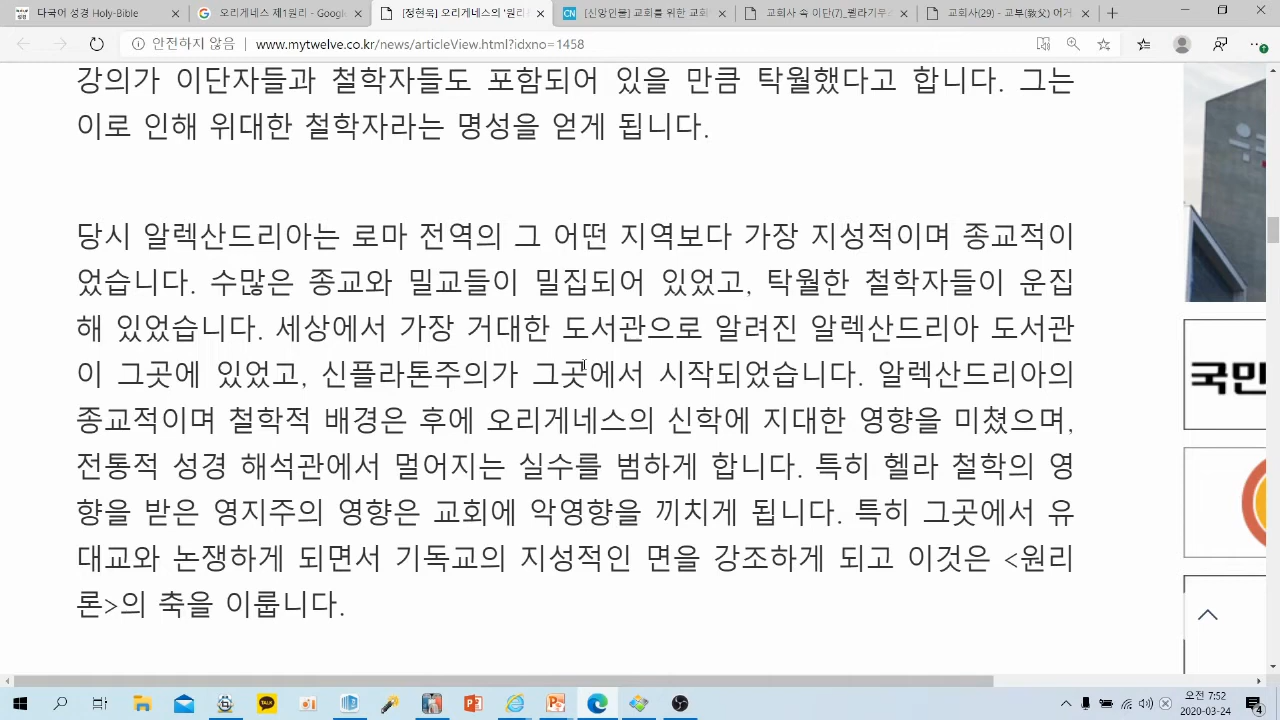 다국어 성경 Holy-Bible
오리게네스 제1원리 - Google
[정현욱] 오리게네스의 '원리
[신앙인물] 교회를 위한 교회
교회사 속 이단(7)_펠라기우
교회사(29) - 교부(敎父) 어거
안전하지 않음 | www.mytwelve.co.kr/news/articleView.html?idxno=1458
강의가 이단자들과 철학자들도 포함되어 있을 만큼 탁월했다고 합니다. 그는
이로 인해 위대한 철학자라는 명성을 얻게 됩니다.
당시 알렉산드리아는 로마 전역의 그 어떤 지역보다 가장 지성적이며 종교적이
었습니다. 수많은 종교와 밀교들이 밀집되어 있었고, 탁월한 철학자들이 운집
해 있었습니다. 세상에서 가장 거대한 도서관으로 알려진 알렉산드리아 도서관
이 그곳에 있었고, 신플라톤주의가 그곳에서 시작되었습니다. 알렉산드리아의
종교적이며 철학적 배경은 후에 오리게네스의 신학에 지대한 영향을 미쳤으며,
전통적 성경 해석관에서 멀어지는 실수를 범하게 합니다. 특히 헬라 철학의 영
향을 받은 영지주의 영향은 교회에 악영향을 끼치게 됩니다. 특히 그곳에서 유
대교와 논쟁하게 되면서 기독교의 지성적인 면을 강조하게 되고 이것은 <원리
론>의 축을 이룹니다.
국민
TALK
오전 7:52
2020-03-24
4